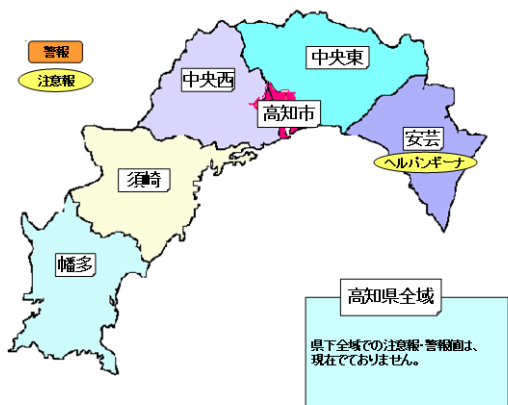 警報
注意報
中央東
中央西
高知市
安芸
ヘルパンギーナ
須崎
幡多
高知県全域
県下全域での注意報・警報値は、
現在でておりません。